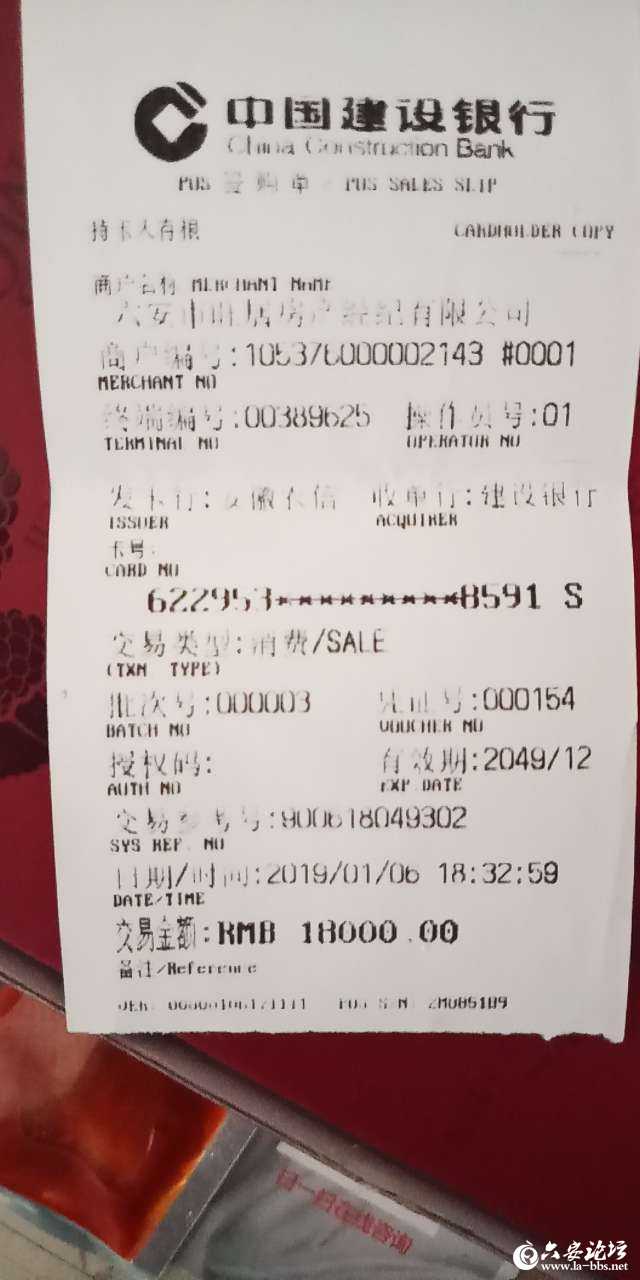 中国建设银行
China Construction Bank
POS 签购单 POS SALES SLIP
持卡人存根 CARDHOLDER COPY
商户名称 MERCHANT NAME
六安市旺居房产经纪有限公司
商户编号:105376000002143 #0001
MERCHANT NO
终端编号:00389625 操作员号:01
TERMINAL NO OPERATOR NO
发卡行:安徽农信 收单行:建设银行
ISSUER ACQUIRER
卡号:
CARD NO
622953*********8591 S
交易类型:消费/SALE
(TXN TYPE)
批次号:000003 凭证号:000154
BATCH NO VOUCHER NO
授权码: 有效期:2049/12
AUTH NO EXP DATE
交易参考号:900618049302
SYS REF. NO
日期/时间:2019/01/06 18:32:59
DATE/TIME
交易金额:RMB 18000.00
备注/Reference
VER: POS S N:
六安论坛
www.la-bbs.net